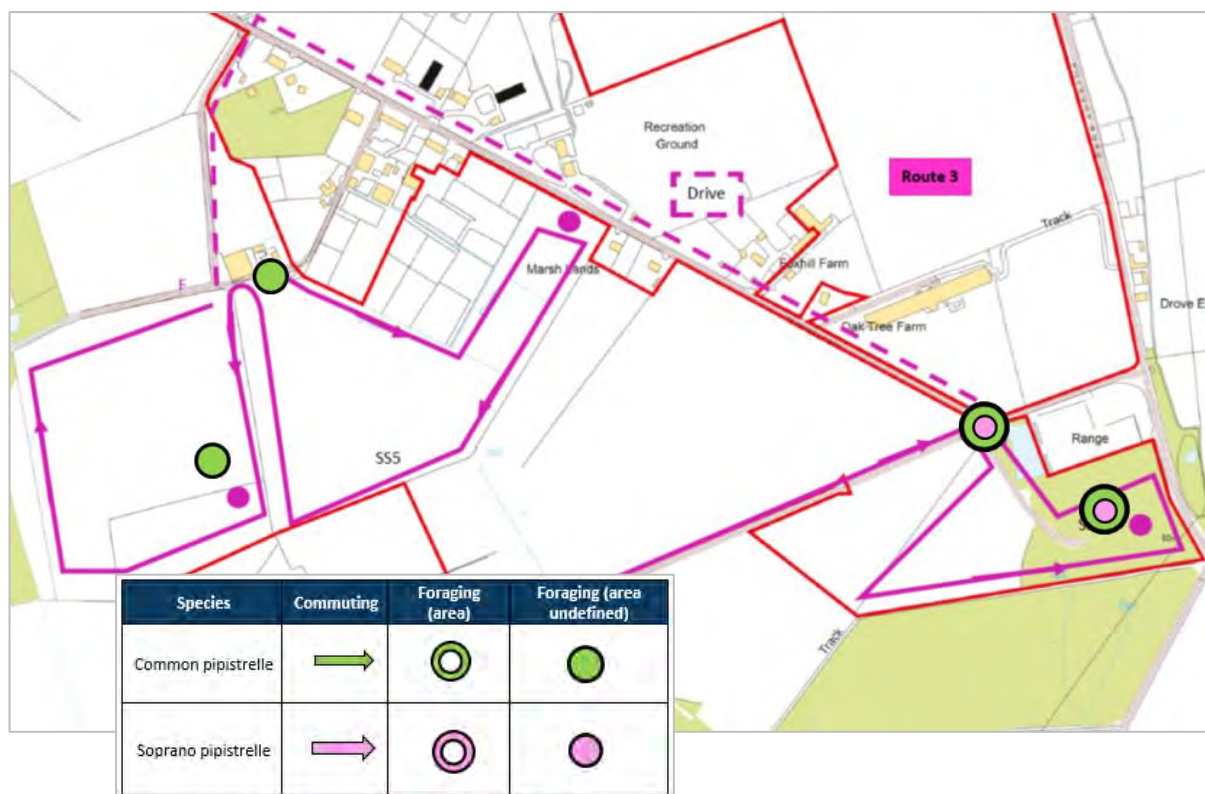 Recreation
Ground
Route 3
Drive
Track
Marsh Lands
Foxhill Farm
F
Drove E
Oak Tree Farm
Range
SS5
Track
Species
Commuting
Foraging
(area)
Foraging (area
undefined)
Common pipistrelle
Soprano pipistrelle